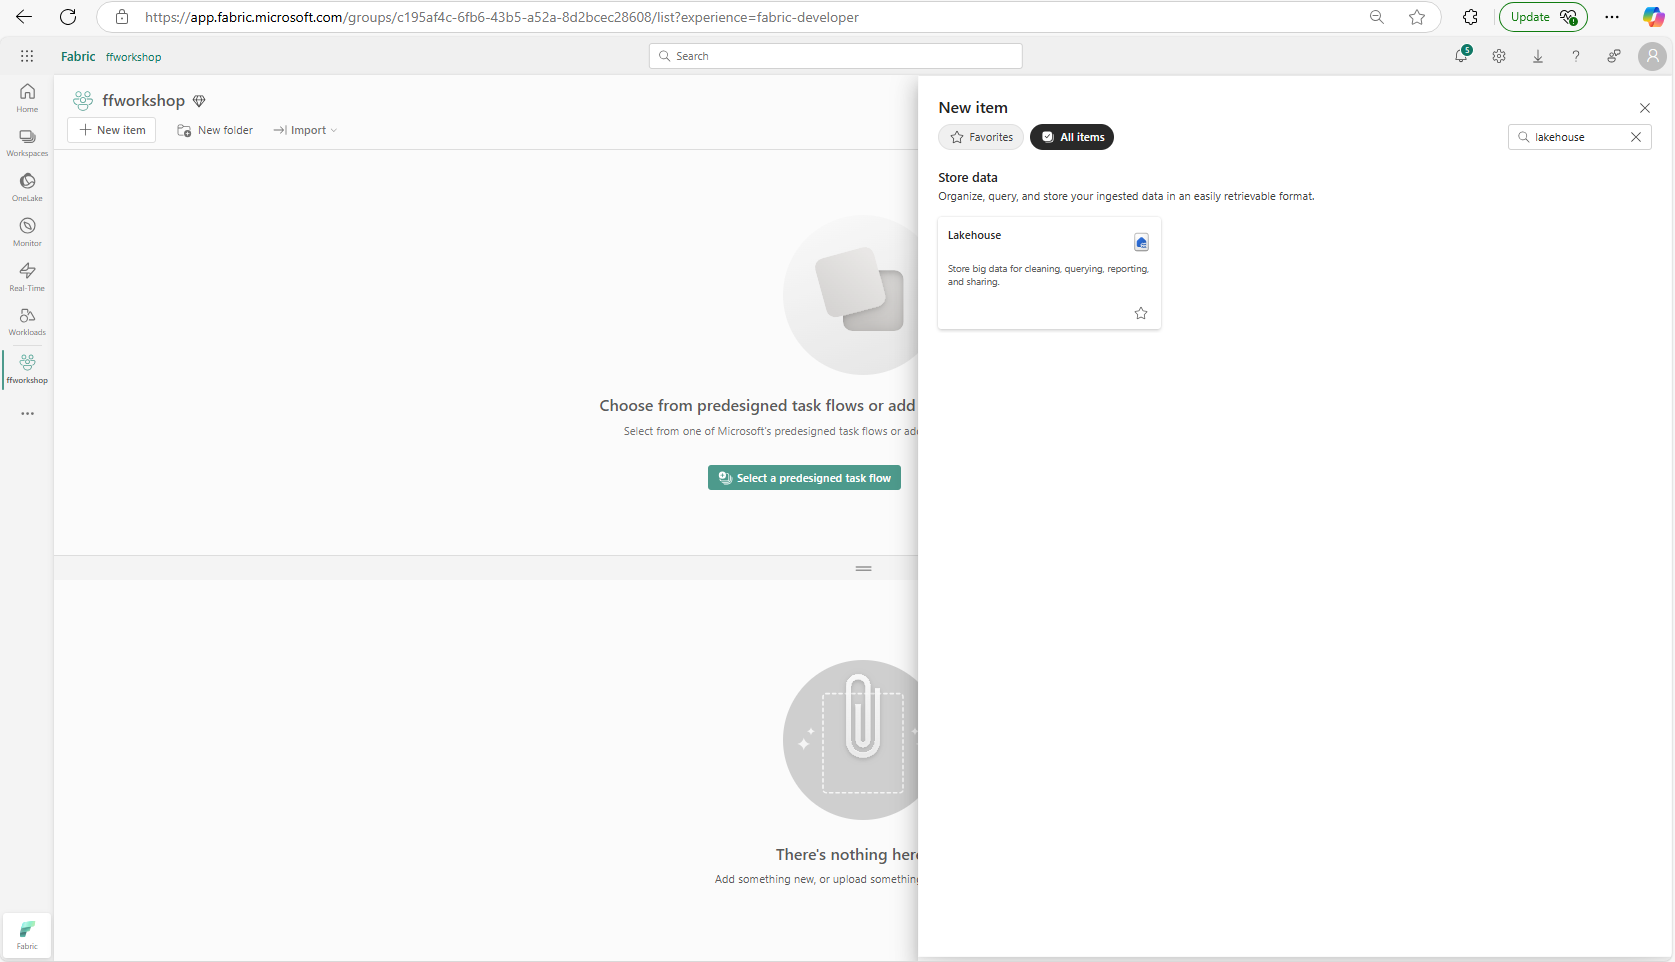 https://app.fabric.microsoft.com/groups/c195af4c-6fb6-43b5-a52a-8d2bcec28608/list?experience=fabric-developer
Update
Fabric ffworkshop
Search
5
Home
Workspaces
OneLake
Monitor
Real-Time
Workloads
ffworkshop
Fabric
ffworkshop
New item
New folder
Import
Choose from predesigned task flows or add
Select from one of Microsoft's predesigned task flows or
Select a predesigned task flow
There's nothing here
Add something new, or upload something
New item
Favorites
All items
lakehouse
Store data
Organize, query, and store your ingested data in an easily retrievable format.
Lakehouse
Store big data for cleaning, querying, reporting,
and sharing.